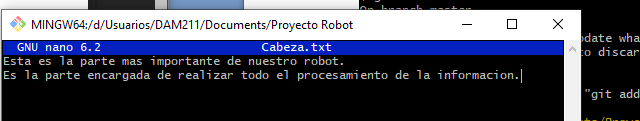 On branch master
MINGW64:/d/Usuarios/DAM211/Documents/Proyecto Robot
GNU nano 6.2 Cabeza.txt
Esta es la parte mas importante de nuestro robot.
Es la parte encargada de realizar todo el procesamiento de la informacion.
odate wha
to discar
"git add